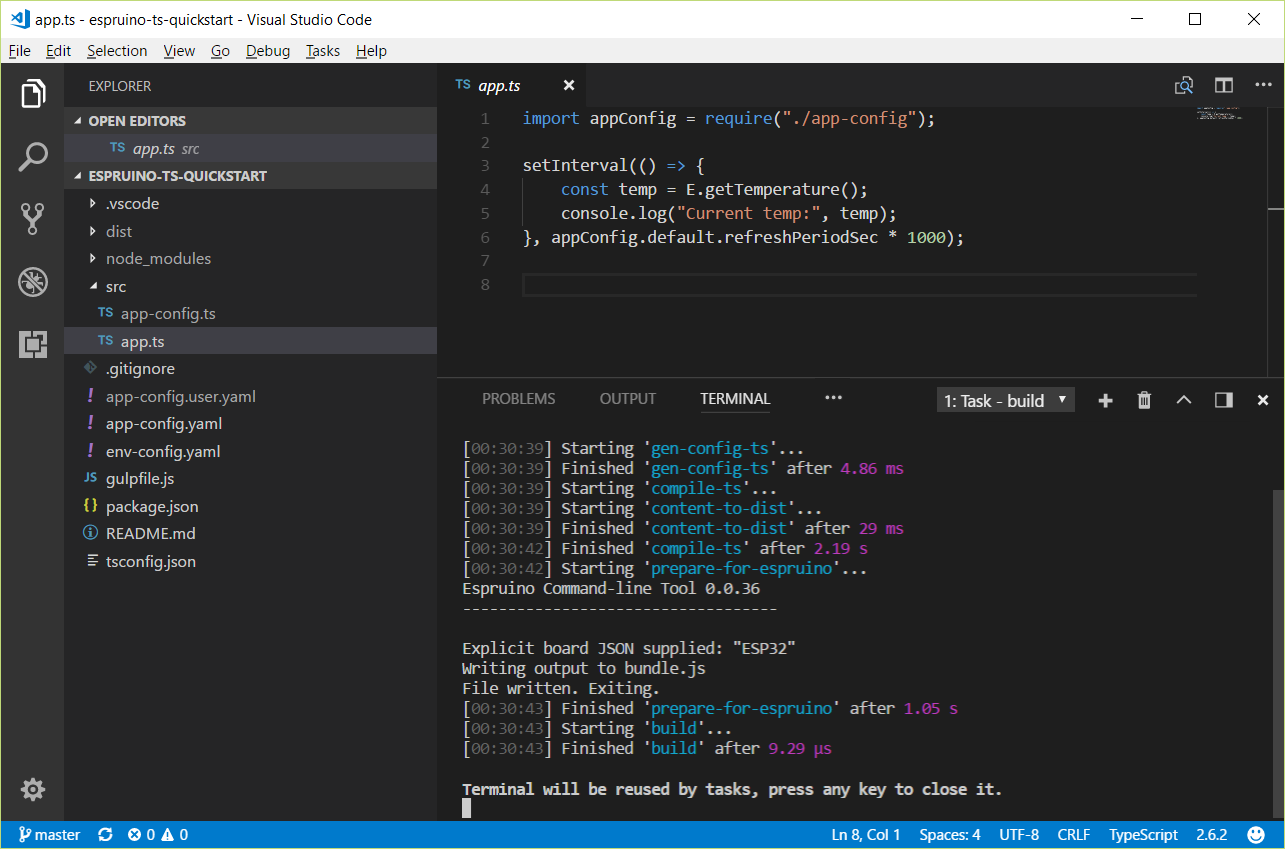 app.ts - espruino-ts-quickstart - Visual Studio Code
File Edit Selection View Go Debug Tasks Help
EXPLORER
OPEN EDITORS
TS app.ts src
ESPRUINO-TS-QUICKSTART
.vscode
dist
node_modules
src
TS app-config.ts
TS app.ts
.gitignore
! app-config.user.yaml
! app-config.yaml
! env-config.yaml
JS gulpfile.js
{} package.json
README.md
tsconfig.json
TS app.ts
1 import appConfig = require("./app-config");
2
3 setInterval(() => {
4 const temp = E.getTemperature();
5 console.log("Current temp:", temp);
6 }, appConfig.default.refreshPeriodSec * 1000);
7
8
PROBLEMS OUTPUT TERMINAL ••• 1: Task - build
[00:30:39] Starting 'gen-config-ts'...
[00:30:39] Finished 'gen-config-ts' after 4.86 ms
[00:30:39] Starting 'compile-ts'...
[00:30:39] Starting 'content-to-dist'...
[00:30:39] Finished 'content-to-dist' after 29 ms
[00:30:42] Finished 'compile-ts' after 2.19 s
[00:30:42] Starting 'prepare-for-espruino'...
Espruino Command-line Tool 0.0.36
-----------------------------------
Explicit board JSON supplied: "ESP32"
Writing output to bundle.js
File written. Exiting.
[00:30:43] Finished 'prepare-for-espruino' after 1.05 s
[00:30:43] Starting 'build'...
[00:30:43] Finished 'build' after 9.29 μs
Terminal will be reused by tasks, press any key to close it.
master 0 0 Ln 8, Col 1 Spaces: 4 UTF-8 CRLF TypeScript 2.6.2